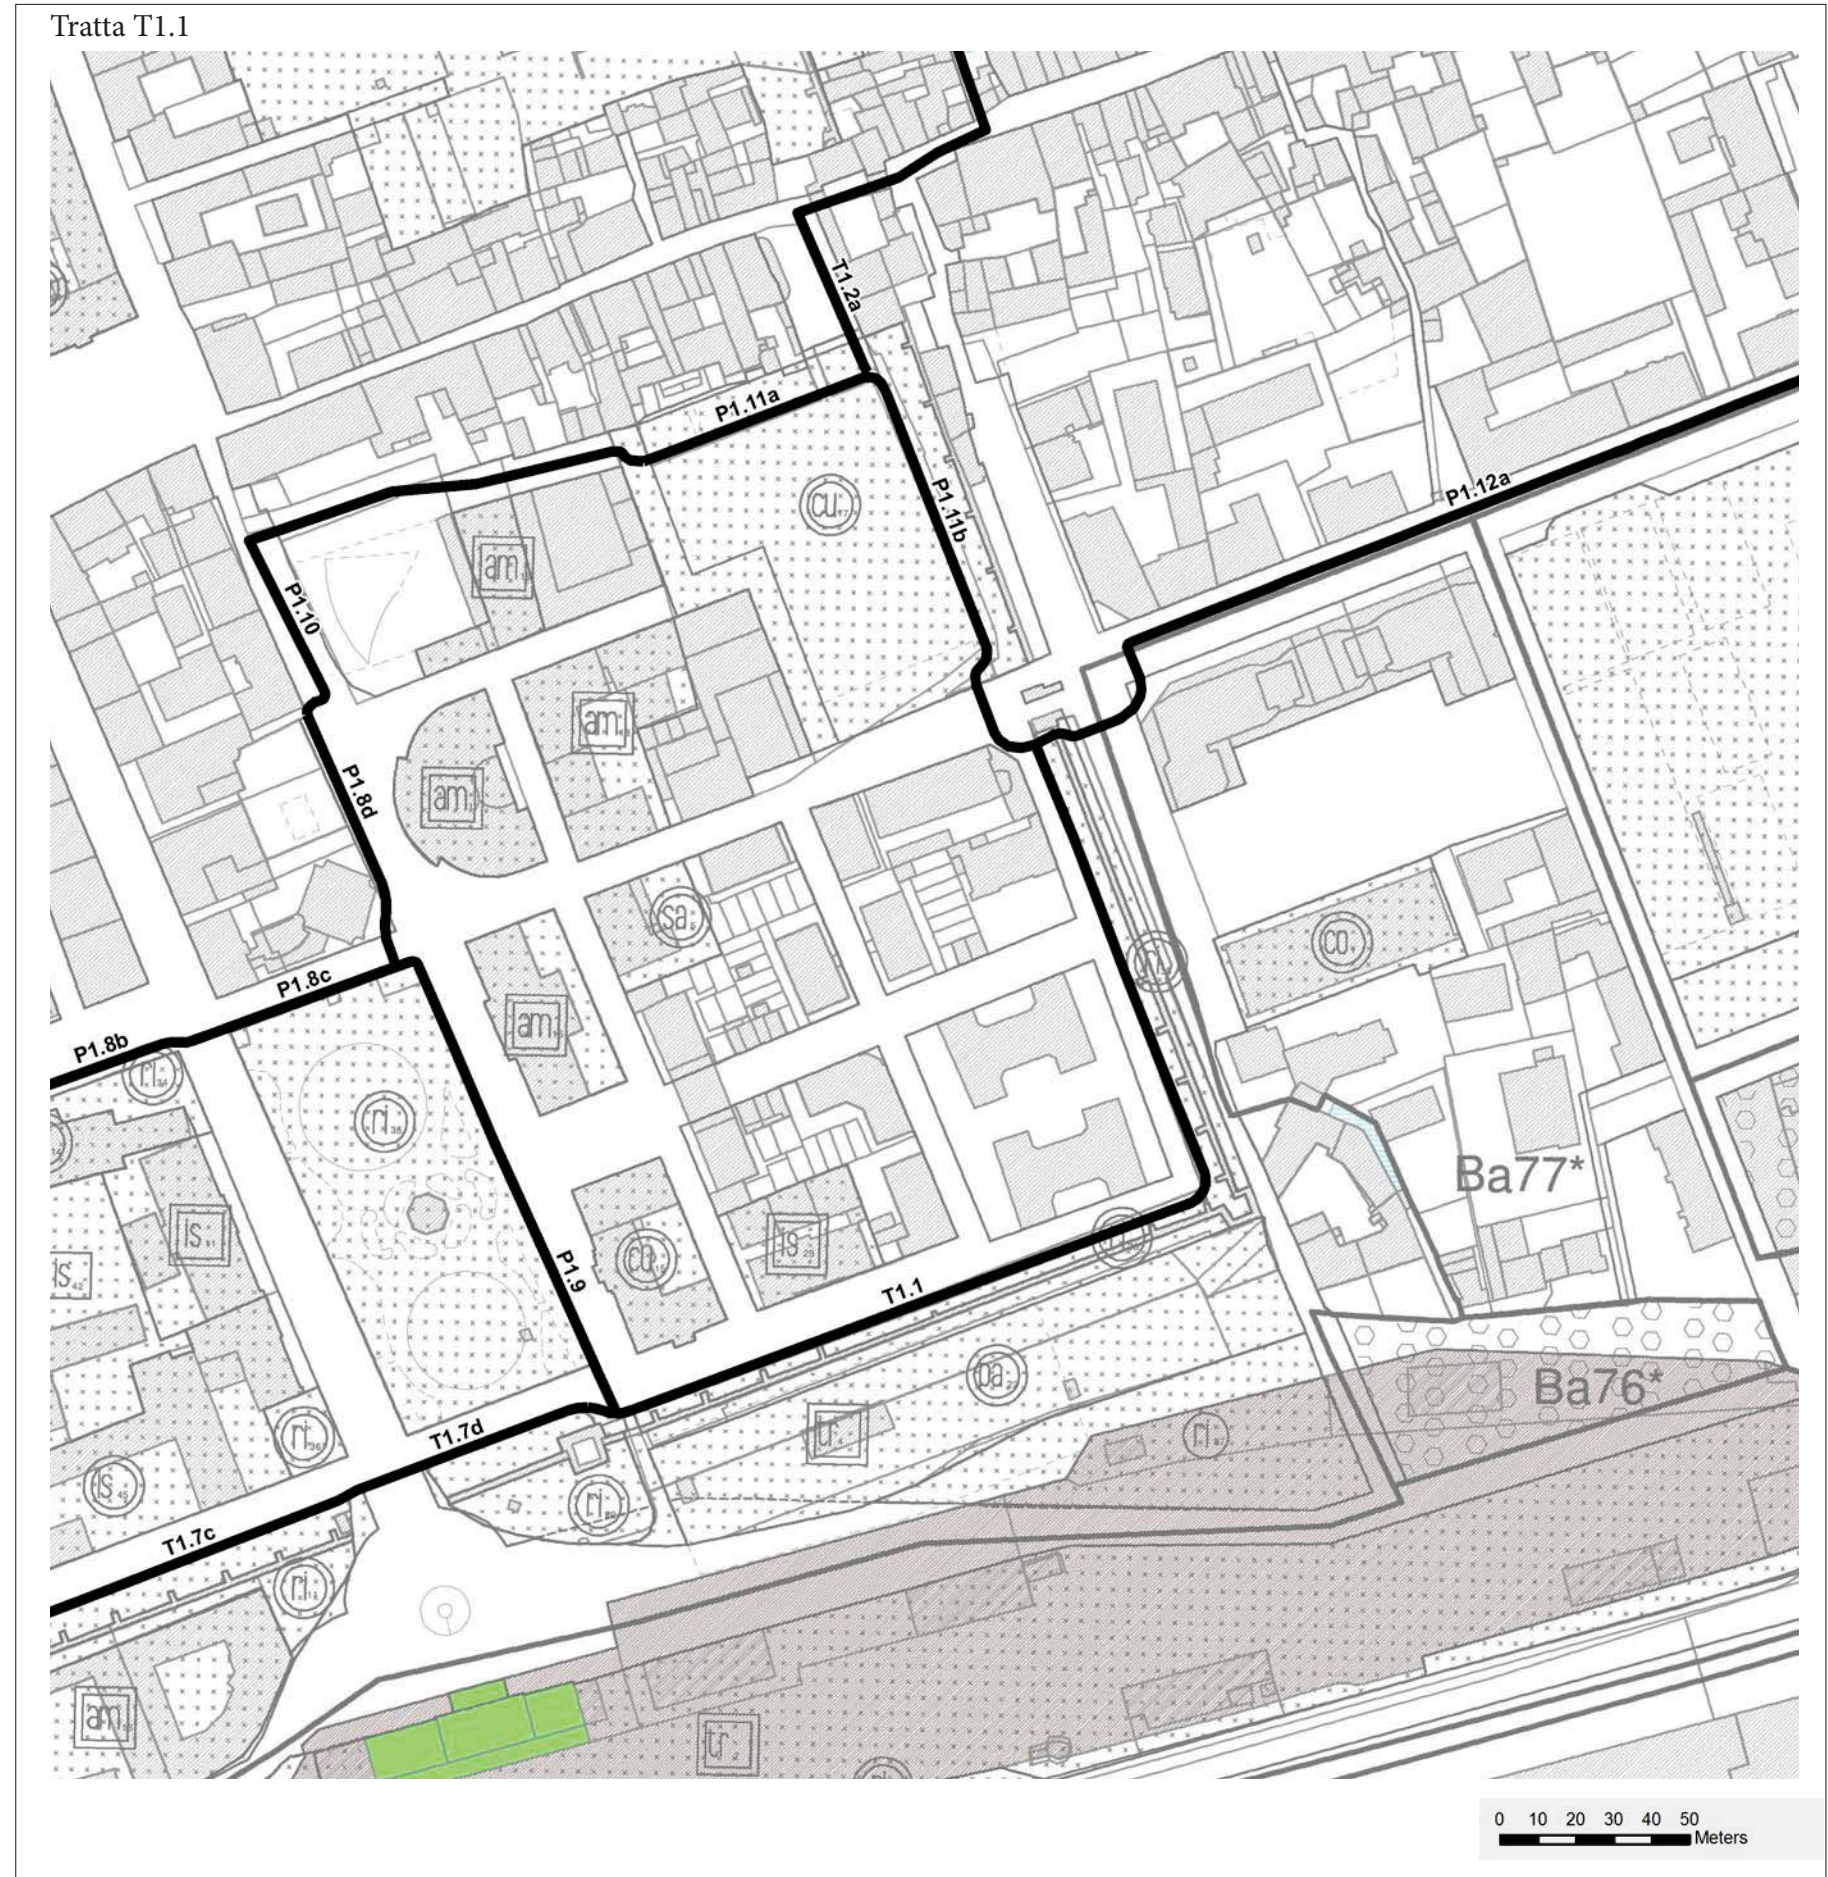 Tratta T1.1
T1.2a
P1.11a
P1.11b
cu
P1.12a
am
P1.10
am
P1.8d
am
sa
co
P1.8c
am
P1.8b
ri
Ba77*
is
P1.9
is
T1.1
pa
Ba76*
tr
ri
T1.7d
ri
is
ri
T1.7c
ri
am
tr
0 10 20 30 40 50
Meters